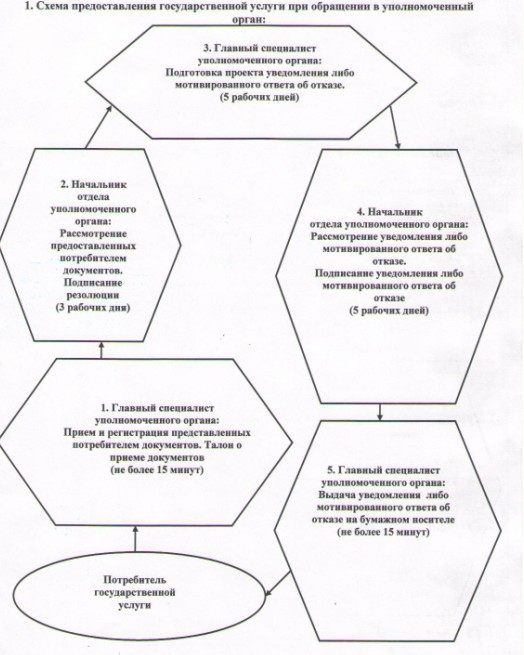 1. Схема предоставления государственной услуги при обращении в уполномоченный
орган:
3. Главный специалист
уполномоченного органа:
Подготовка проекта уведомления либо
мотивированного ответа об отказе.
(5 рабочих дней)
2. Начальник
отдела
уполномоченного
органа:
Рассмотрение
предоставленных
потребителем
документов.
Подписание
резолюции
(3 рабочих дня)
4. Начальник
отдела уполномоченного органа:
Рассмотрение уведомления либо
мотивированного ответа об
отказе.
Подписание уведомления либо
мотивированного ответа об
отказе
(5 рабочих дней)
1. Главный специалист
уполномоченного органа:
Прием и регистрация представленных
потребителем документов. Талон о
приеме документов
(не более 15 минут)
5. Главный специалист
уполномоченного органа:
Выдача уведомления либо
мотивированного ответа об
отказе на бумажном носителе
(не более 15 минут)
Потребитель
государственной
услуги